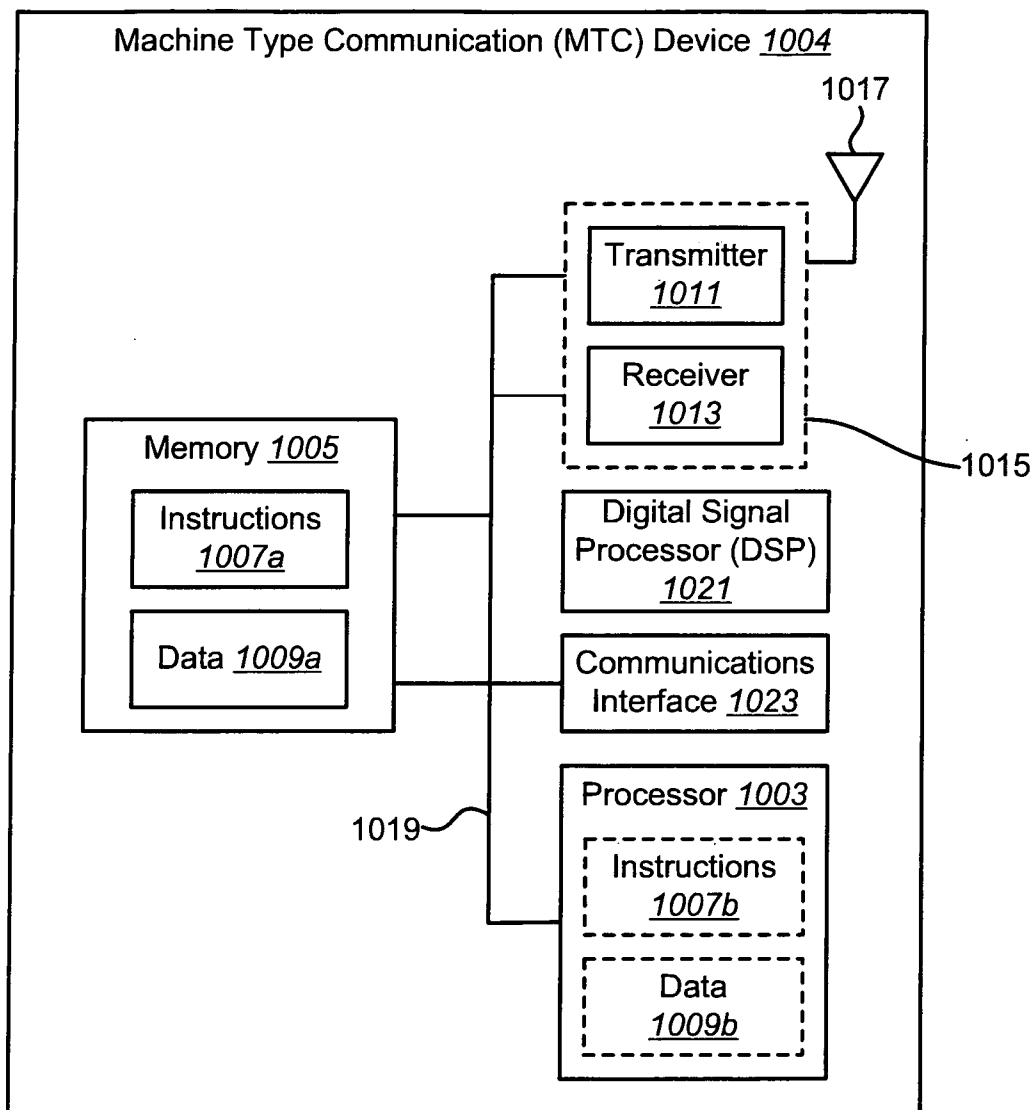 Machine Type Communication (MTC) Device 1004
1017
Transmitter
1011
Receiver
1013
1015
Memory 1005
Instructions
1007a
Data 1009a
Digital Signal
Processor (DSP)
1021
Communications
Interface 1023
1019
Processor 1003
Instructions
1007b
Data
1009b